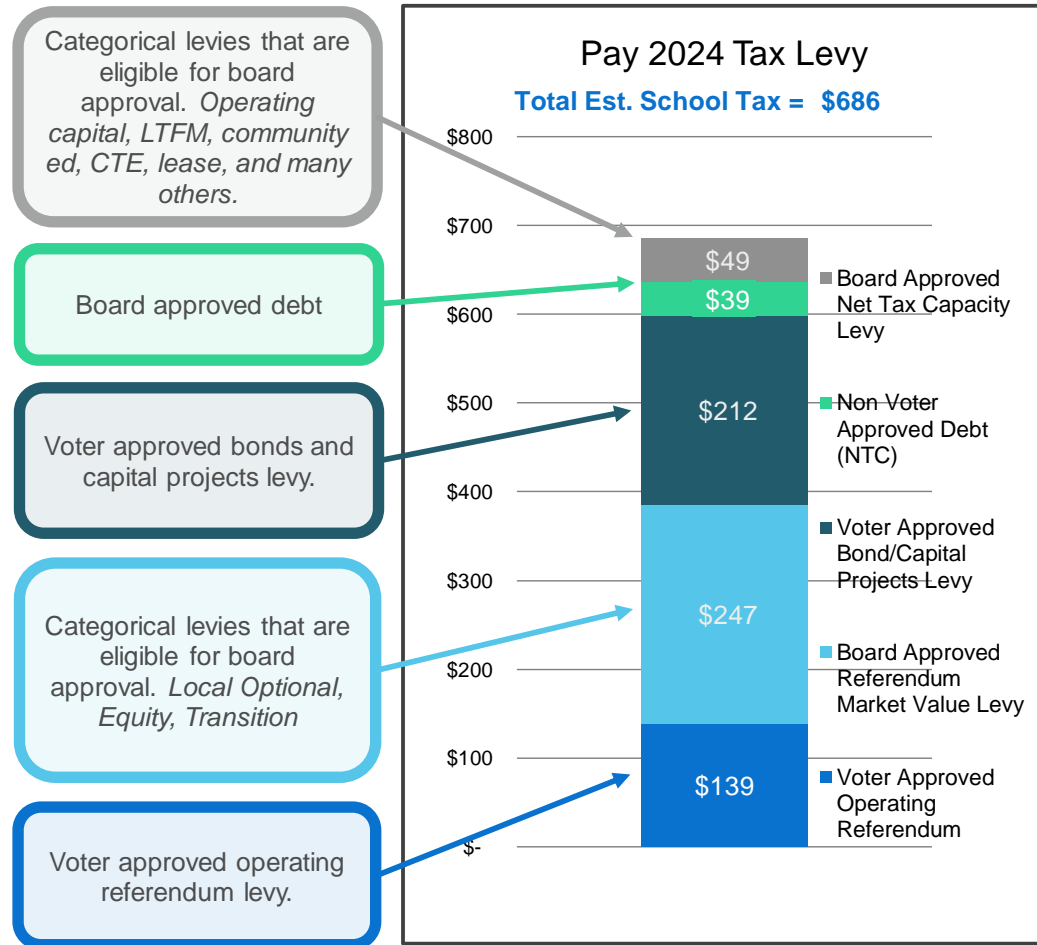 Categorical levies that are
eligible for board
approval. Operating
capital, LTFM, community
ed, CTE, lease, and many
others.
Board approved debt
Voter approved bonds and
capital projects levy.
Categorical levies that are
eligible for board
approval. Local Optional,
Equity, Transition
Voter approved operating
referendum levy.
Pay 2024 Tax Levy
Total Est. School Tax = $686
$800
$700
$600
$500
$400
$300
$200
$100
$-
$49
$39
$212
$247
$139
Board Approved
Net Tax Capacity
Levy
Non Voter
Approved Debt
(NTC)
Voter Approved
Bond/Capital
Projects Levy
Board Approved
Referendum
Market Value Levy
Voter Approved
Operating
Referendum